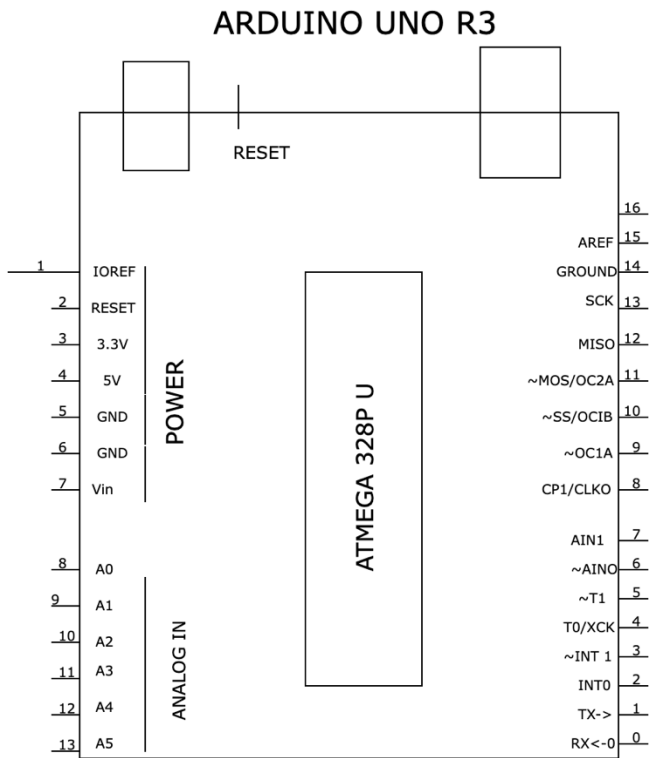 ARDUINO UNO R3
RESET
1 IOREF
2 RESET
3 3.3V
4 5V
5 GND
6 GND
7 Vin
POWER
8 A0
9 A1
10 A2
11 A3
12 A4
13 A5
ANALOG IN
ATMEGA 328P U
16
AREF 15
GROUND 14
SCK 13
MISO 12
~MOS/OC2A 11
~SS/OCIB 10
~OC1A 9
CP1/CLKO 8
AIN1 7
~AINO 6
~T1 5
T0/XCK 4
~INT 1 3
INT0 2
TX-> 1
RX<-0 0